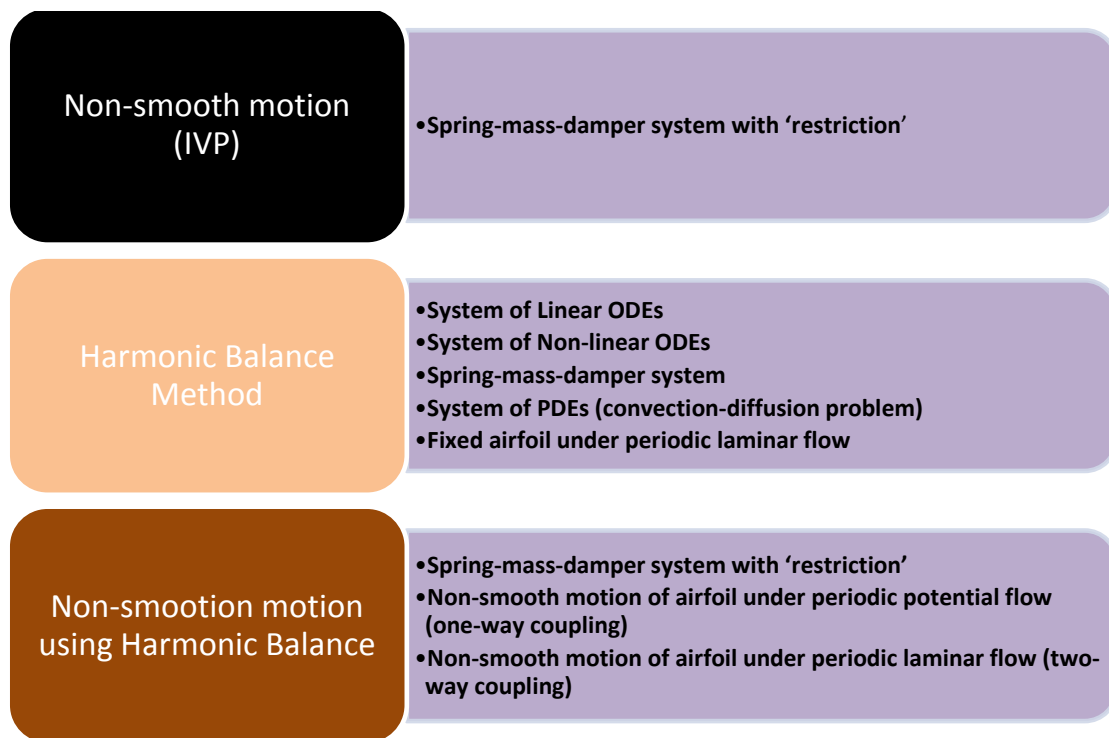 Non-smooth motion
(IVP)
•Spring-mass-damper system with ‘restriction’
Harmonic Balance
Method
•System of Linear ODEs
•System of Non-linear ODEs
•Spring-mass-damper system
•System of PDEs (convection-diffusion problem)
•Fixed airfoil under periodic laminar flow
Non-smootion motion
using Harmonic Balance
•Spring-mass-damper system with ‘restriction’
•Non-smooth motion of airfoil under periodic potential flow
(one-way coupling)
•Non-smooth motion of airfoil under periodic laminar flow (two-
way coupling)